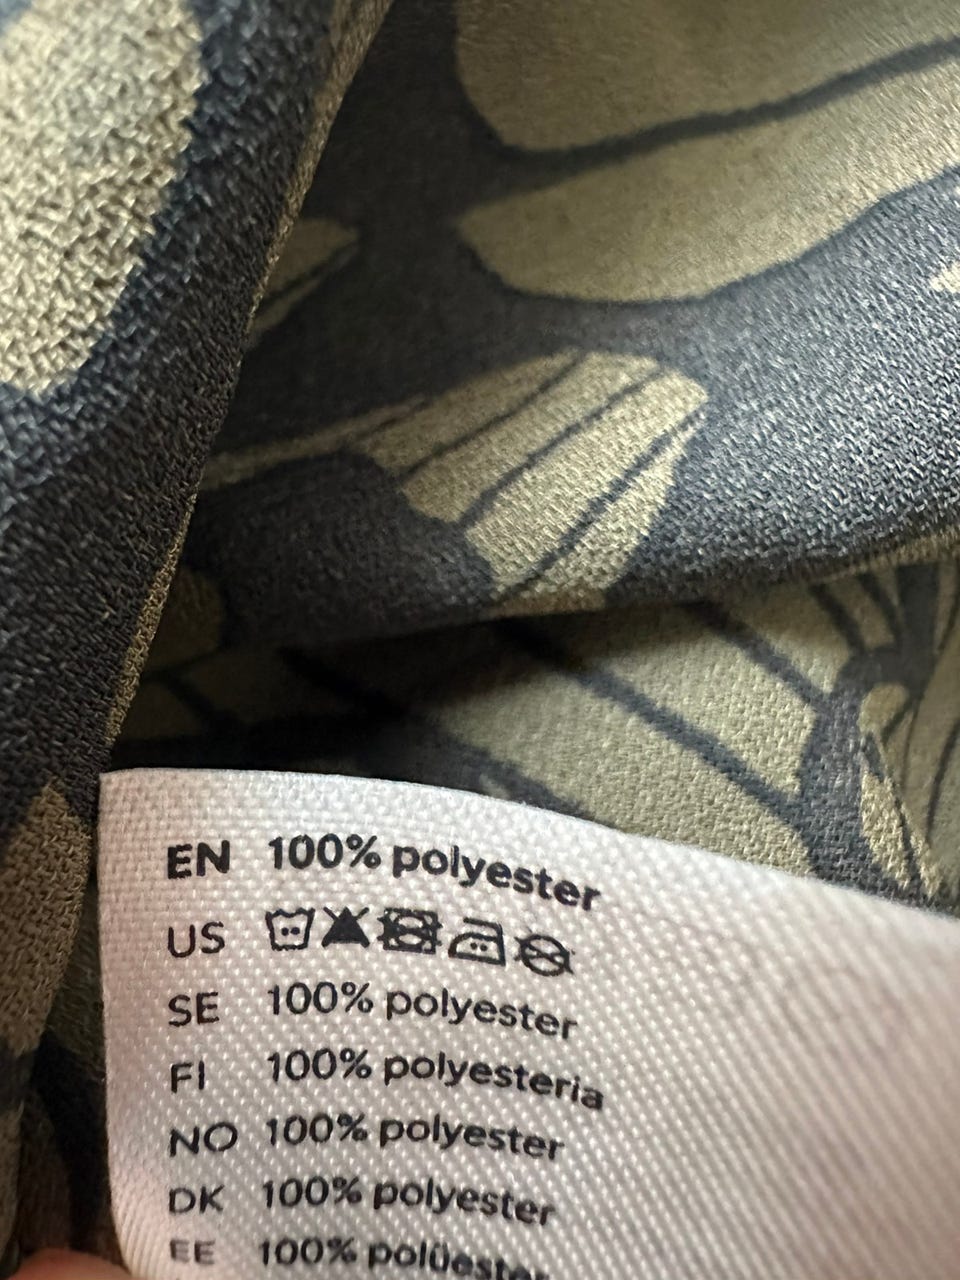 EN 100% polyester
US
SE 100% polyester
FI 100% polyesteria
NO 100% polyester
DK 100% polyester
EE 100% polüester